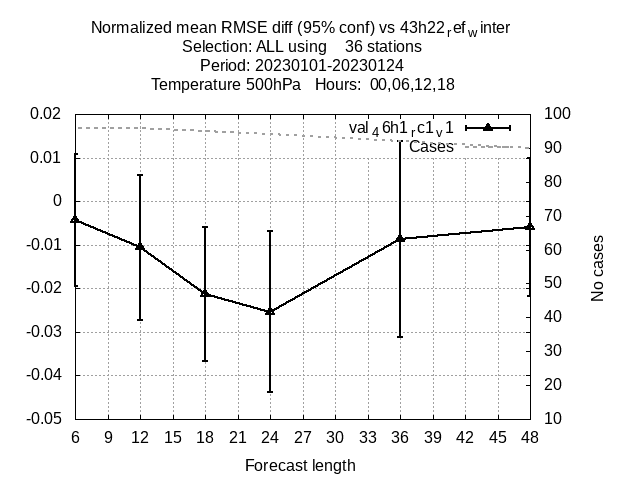 Normalized mean RMSE diff (95% conf) vs 43h22refwinter
Selection: ALL using    36 stations
Period: 20230101-20230124
Temperature 500hPa   Hours:  00,06,12,18
val46h1rc1v1
Cases
0.02
0.01
0
-0.01
-0.02
-0.03
-0.04
-0.05
100
90
80
70
60
50
40
30
20
10
No cases
6 9 12 15 18 21 24 27 30 33 36 39 42 45 48
Forecast length